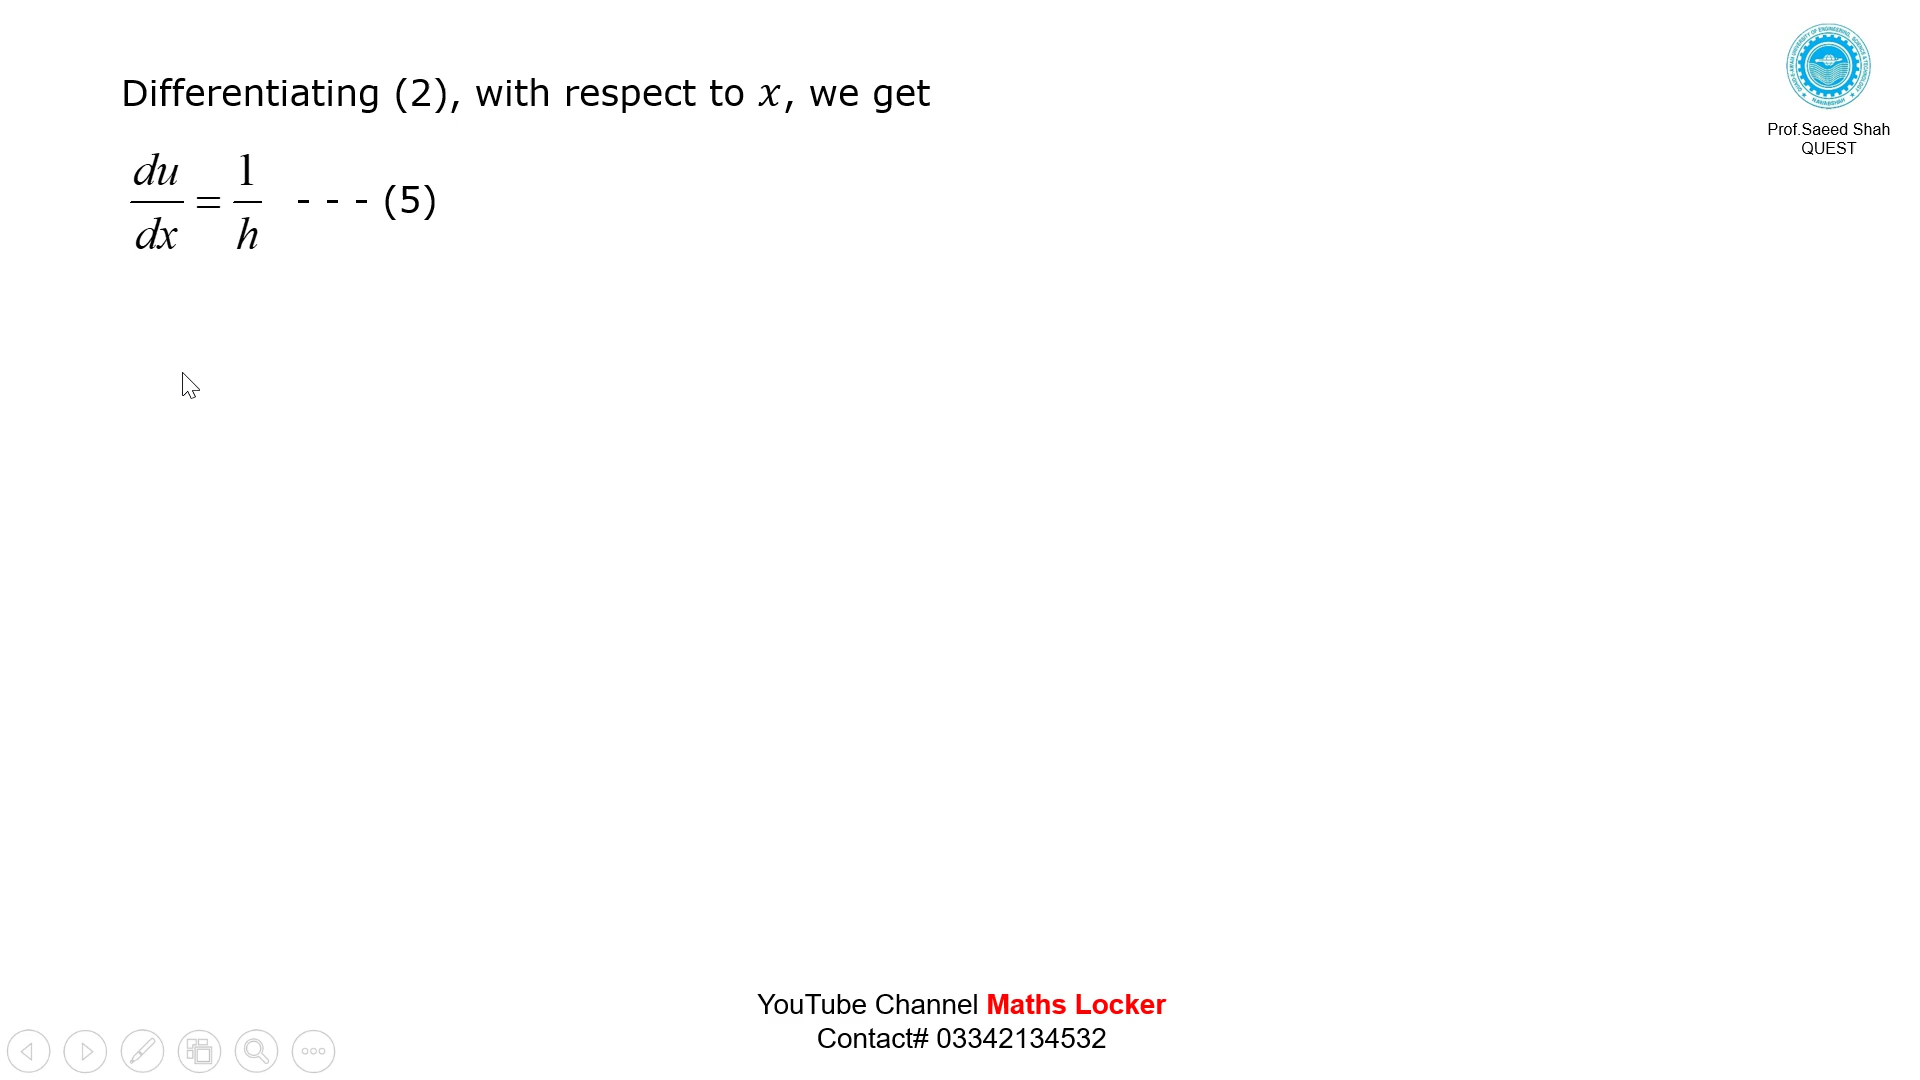 Differentiating (2), with respect to x, we get
du/dx = 1/h - - - (5)
NAWABSHAH
Prof.Saeed Shah
QUEST
YouTube Channel Maths Locker
Contact# 03342134532